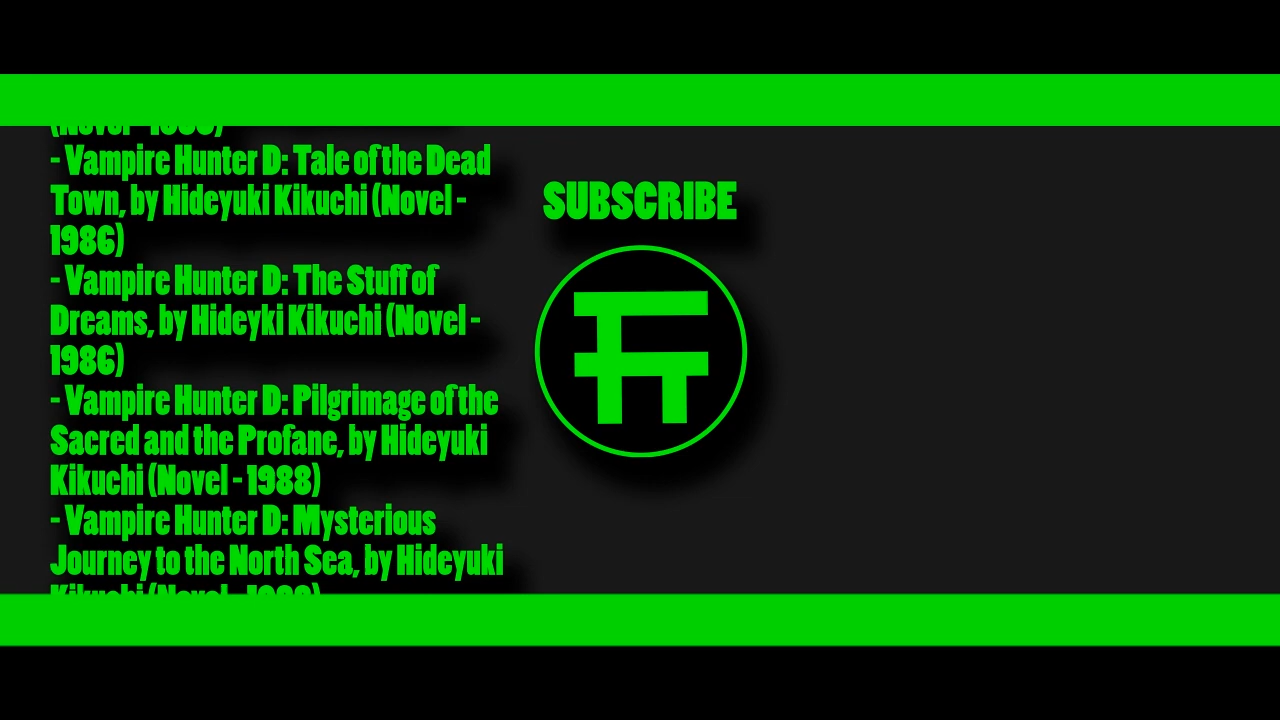 - Vampire Hunter D: Tale of the Dead
Town, by Hideyuki Kikuchi (Novel -
1986)
- Vampire Hunter D: The Stuff of
Dreams, by Hideyki Kikuchi (Novel -
1986)
- Vampire Hunter D: Pilgrimage of the
Sacred and the Profane, by Hideyuki
Kikuchi (Novel - 1988)
- Vampire Hunter D: Mysterious
Journey to the North Sea, by Hideyuki
Kikuchi (Novel -
SUBSCRIBE